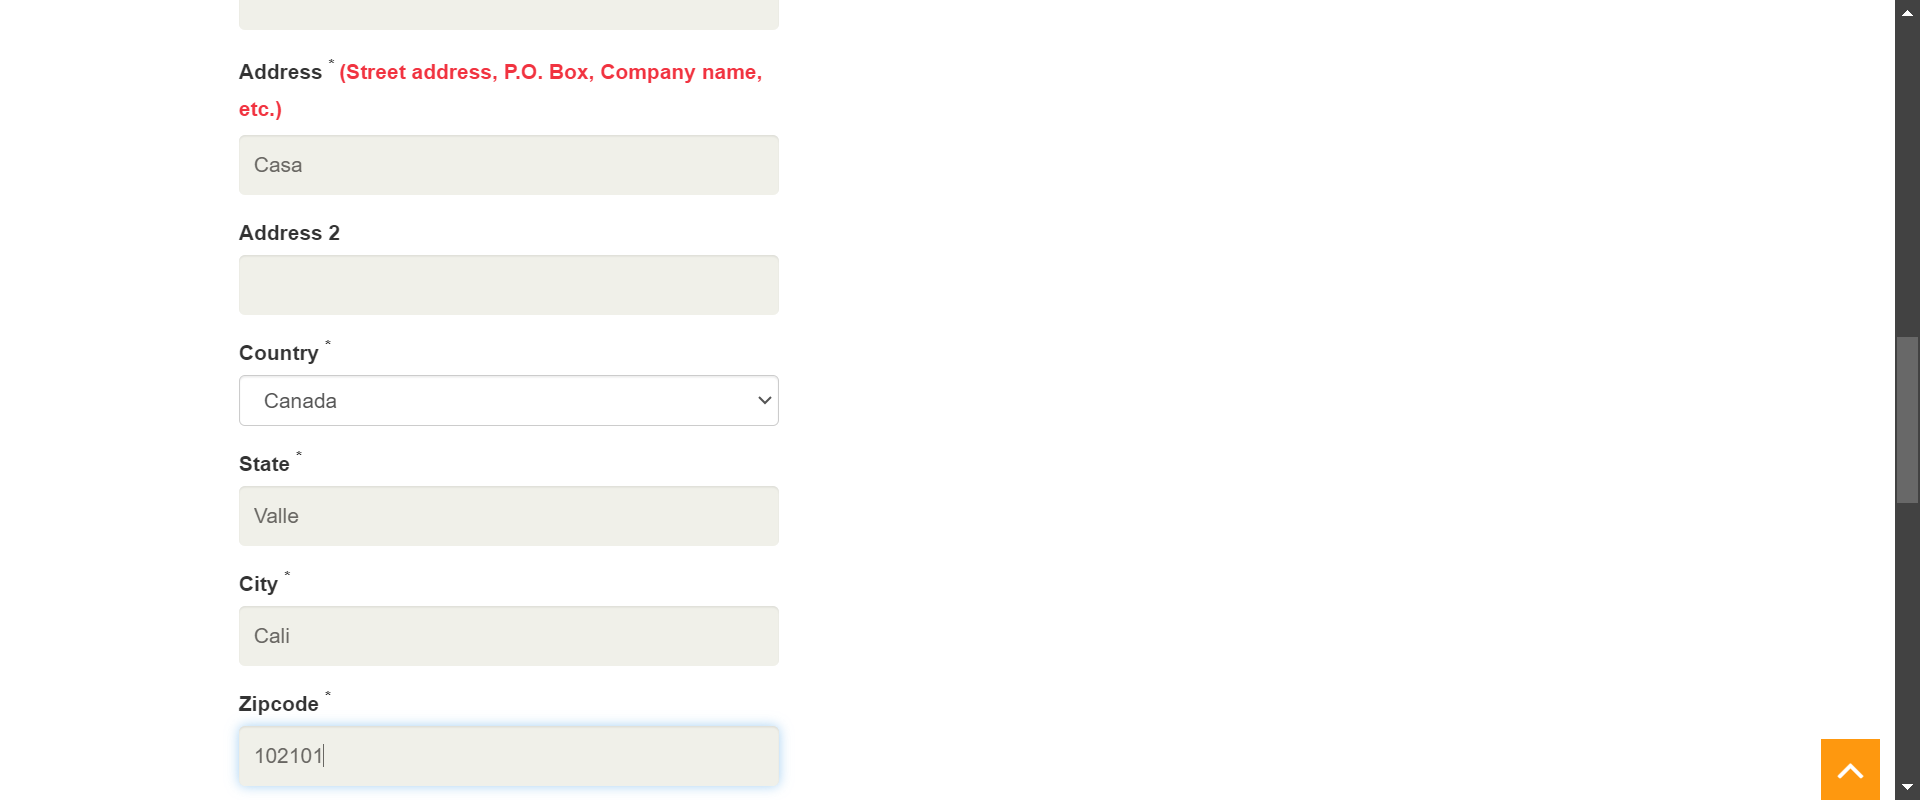 Address * (Street address, P.O. Box, Company name,
etc.)
Casa
Address 2
Country *
Canada
State *
Valle
City *
Cali
Zipcode *
102101